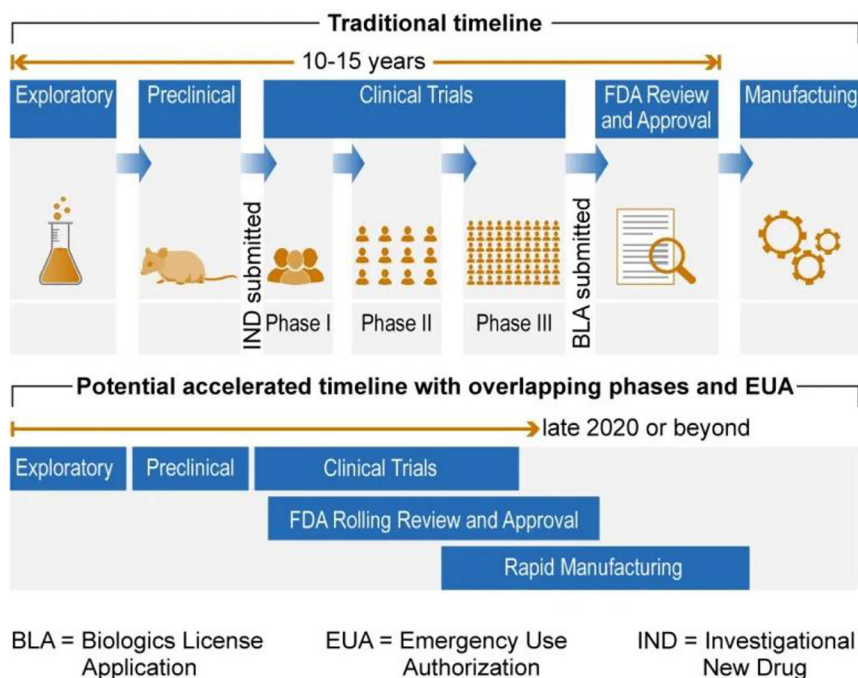 Traditional timeline
10-15 years
Exploratory
Preclinical
Clinical Trials
FDA Review
and Approval
Manufactuing
IND submitted
BLA submitted
Phase I
Phase II
Phase III
Potential accelerated timeline with overlapping phases and EUA
late 2020 or beyond
Exploratory
Preclinical
Clinical Trials
FDA Rolling Review and Approval
Rapid Manufacturing
BLA = Biologics License
Application
EUA = Emergency Use
Authorization
IND = Investigational
New Drug